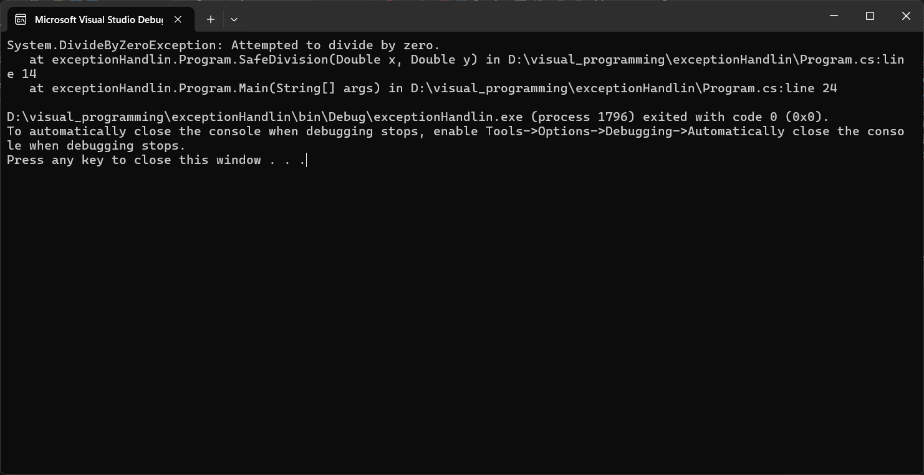 Microsoft Visual Studio Debug
System.DivideByZeroException: Attempted to divide by zero.
   at exceptionHandlin.Program.SafeDivision(Double x, Double y) in D:\visual_programming\exceptionHandlin\Program.cs:lin
e 14
   at exceptionHandlin.Program.Main(String[] args) in D:\visual_programming\exceptionHandlin\Program.cs:line 24
D:\visual_programming\exceptionHandlin\bin\Debug\exceptionHandlin.exe (process 1796) exited with code 0 (0x0).
To automatically close the console when debugging stops, enable Tools->Options->Debugging->Automatically close the conso
le when debugging stops.
Press any key to close this window . . .